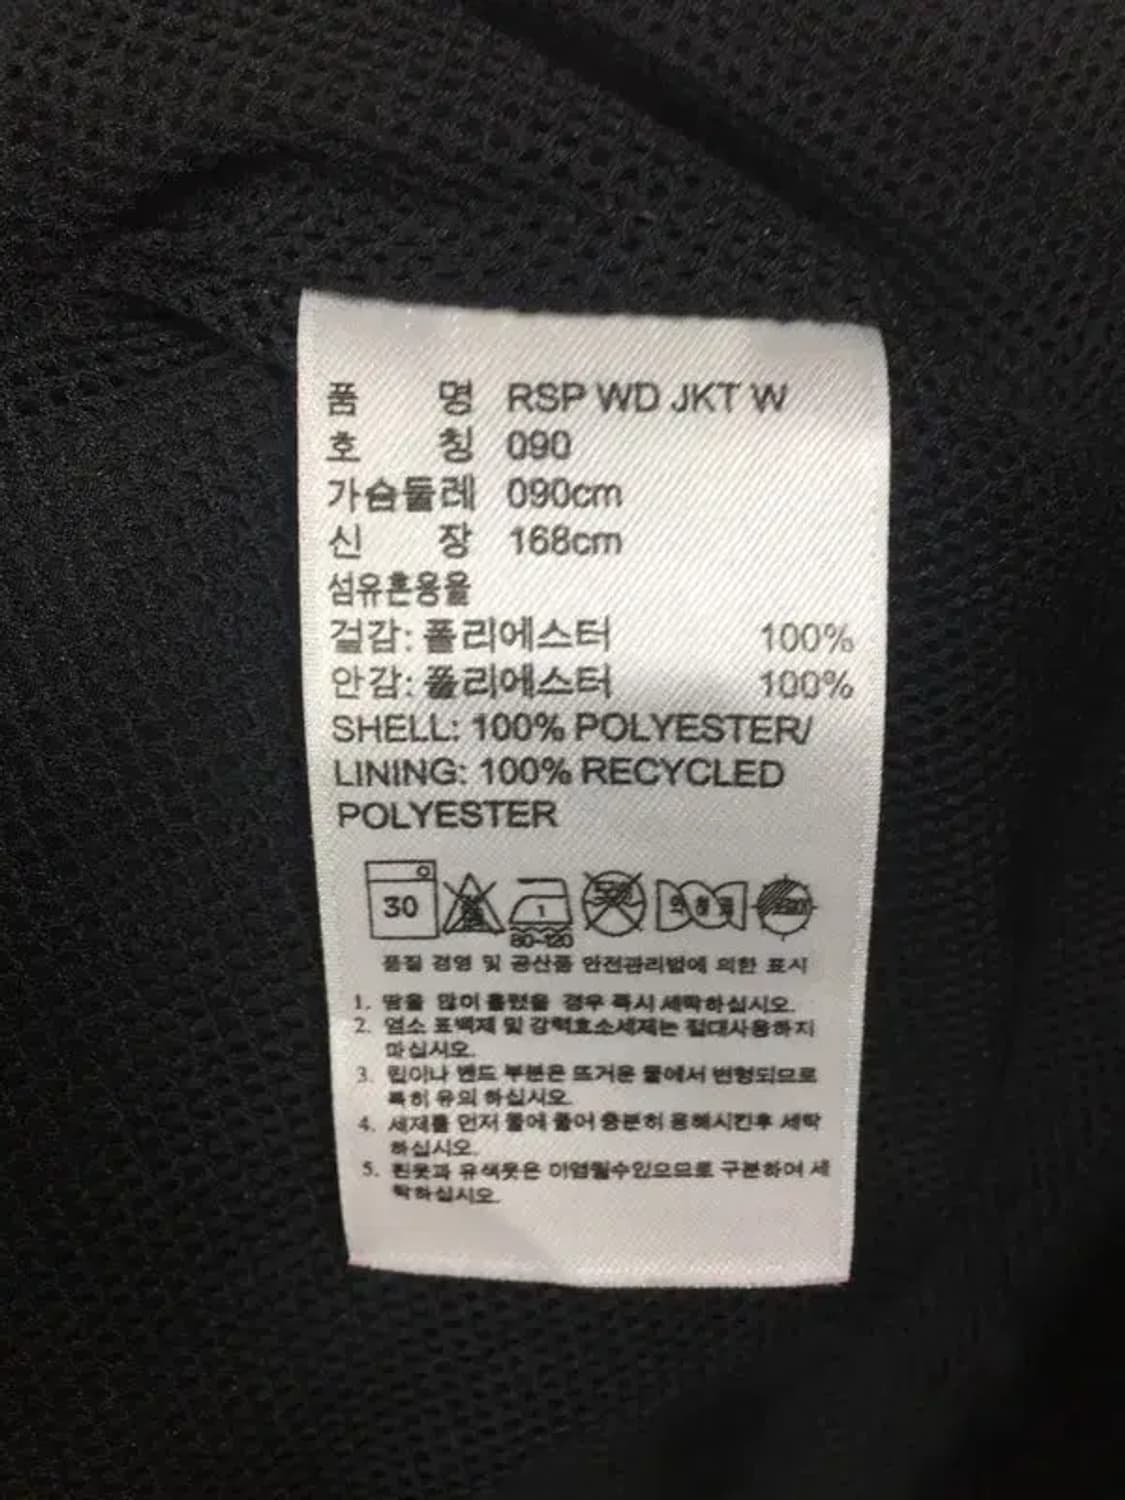 품 명 RSP WD JKT W
호 칭 090
가슴둘레 090cm
신 장 168cm
섬유혼용율
겉감: 폴리에스터 100%
안감: 폴리에스터 100%
SHELL: 100% POLYESTER/
LINING: 100% RECYCLED
POLYESTER
30
1
80-120
품질 경영 및 공산품 안전관리법에 의한 표시
1. 땀을 많이 흘렸을 경우 즉시 세탁하십시오.
2. 염소 표백제 및 강력효소세제는 절대사용하지
마십시오.
3. 립이나 밴드 부분은 뜨거운 물에서 변형되므로
특히 유의 하십시오.
4. 세제를 먼저 물에 풀어 충분히 용해시킨후 세탁
하십시오.
5. 흰옷과 유색옷은 이염될수있으므로 구분하여 세
탁하십시오.